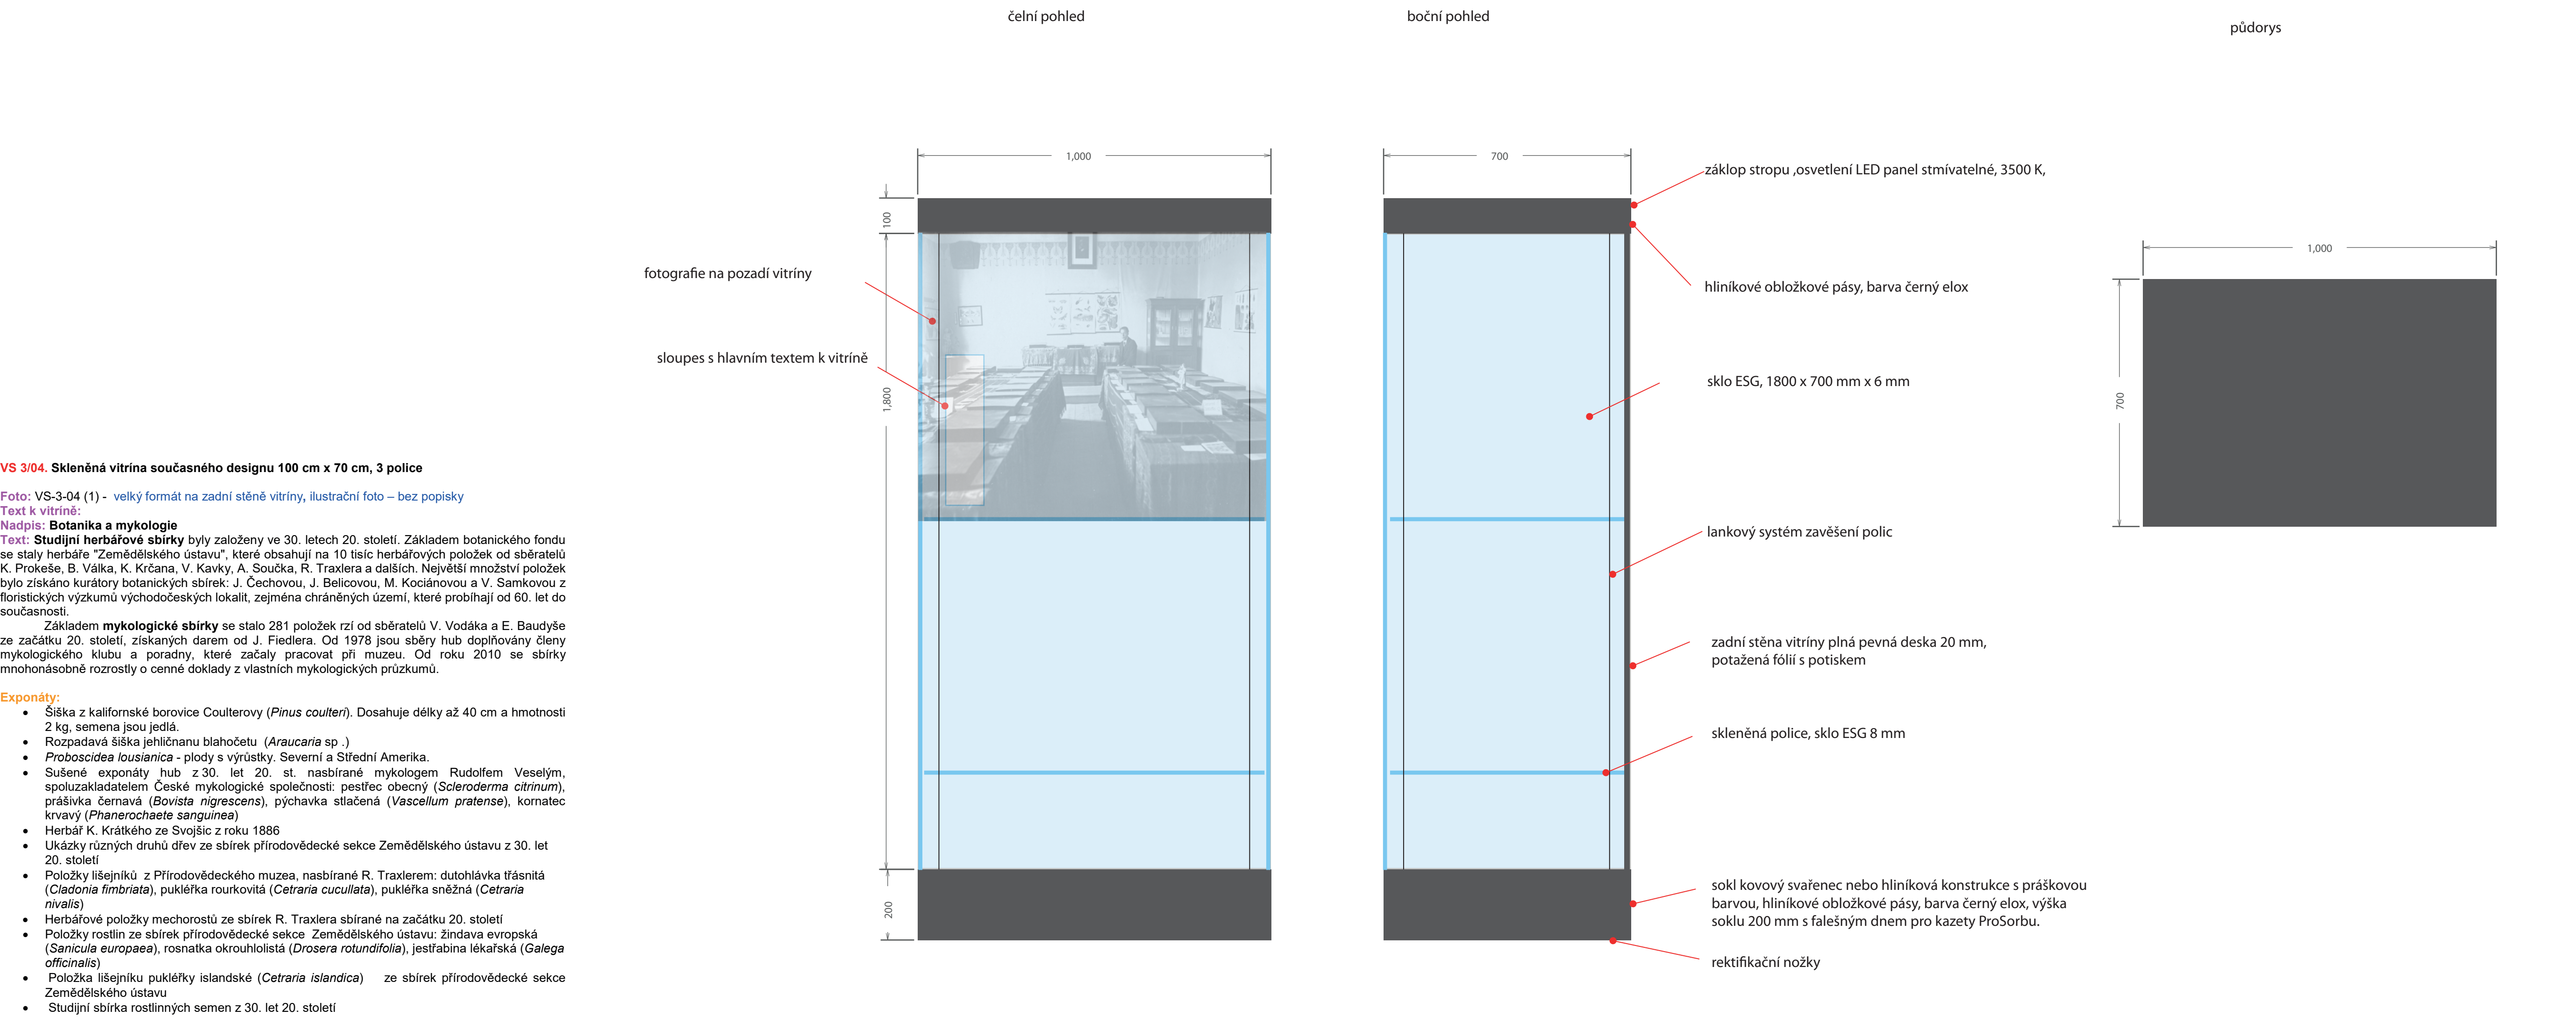 čelní pohled
boční pohled
půdorys
1,000
700
100
1,800
200
1,000
700
fotografie na pozadí vitríny
sloupes s hlavním textem k vitríně
záklop stropu ,osvetlení LED panel stmívatelné, 3500 K,
hliníkové obložkové pásy, barva černý elox
sklo ESG, 1800 x 700 mm x 6 mm
lankový systém zavěšení polic
zadní stěna vitríny plná pevná deska 20 mm,
potažená fólií s potiskem
skleněná police, sklo ESG 8 mm
sokl kovový svařenec nebo hliníková konstrukce s práškovou
barvou, hliníkové obložkové pásy, barva černý elox, výška
soklu 200 mm s falešným dnem pro kazety ProSorbu.
rektifikační nožky
VS 3/04. Skleněná vitrína současného designu 100 cm x 70 cm, 3 police
Foto: VS-3-04 (1) - velký formát na zadní stěně vitríny, ilustrační foto – bez popisky
Text k vitríně:
Nadpis: Botanika a mykologie
Text: Studijní herbářové sbírky byly založeny ve 30. letech 20. století. Základem botanického fondu
se staly herbáře "Zemědělského ústavu", které obsahují na 10 tisíc herbářových položek od sběratelů
K. Prokeše, B. Válka, K. Krčana, V. Kavky, A. Součka, R. Traxlera a dalších. Největší množství položek
bylo získáno kurátory botanických sbírek: J. Čechovou, J. Belicovou, M. Kociánovou a V. Samkovou z
floristických výzkumů východočeských lokalit, zejména chráněných území, které probíhají od 60. let do
současnosti.
Základem mykologické sbírky se stalo 281 položek rzí od sběratelů V. Vodáka a E. Baudyše
ze začátku 20. století, získaných darem od J. Fiedlera. Od 1978 jsou sběry hub doplňovány členy
mykologického klubu a poradny, které začaly pracovat při muzeu. Od roku 2010 se sbírky
mnohonásobně rozrostly o cenné doklady z vlastních mykologických průzkumů.
Exponáty:
• Šiška z kalifornské borovice Coulterovy (Pinus coulteri). Dosahuje délky až 40 cm a hmotnosti
2 kg, semena jsou jedlá.
• Rozpadavá šiška jehličnanu blahočetu (Araucaria sp .)
• Proboscidea lousianica - plody s výrůstky. Severní a Střední Amerika.
• Sušené exponáty hub z 30. let 20. st. nasbírané mykologem Rudolfem Veselým,
spoluzakladatelem České mykologické společnosti: pestřec obecný (Scleroderma citrinum),
prášivka černavá (Bovista nigrescens), pýchavka stlačená (Vascellum pratense), kornatec
krvavý (Phanerochaete sanguinea)
• Herbář K. Krátkého ze Svojšic z roku 1886
• Ukázky různých druhů dřev ze sbírek přírodovědecké sekce Zemědělského ústavu z 30. let
20. století
• Položky lišejníků z Přírodovědeckého muzea, nasbírané R. Traxlerem: dutohlávka třásnitá
(Cladonia fimbriata), pukléřka rourkovitá (Cetraria cucullata), pukléřka sněžná (Cetraria
nivalis)
• Herbářové položky mechorostů ze sbírek R. Traxlera sbírané na začátku 20. století
• Položky rostlin ze sbírek přírodovědecké sekce Zemědělského ústavu: žindava evropská
(Sanicula europaea), rosnatka okrouhlolistá (Drosera rotundifolia), jestřabina lékařská (Galega
officinalis)
• Položka lišejníku pukléřky islandské (Cetraria islandica) ze sbírek přírodovědecké sekce
Zemědělského ústavu
• Studijní sbírka rostlinných semen z 30. let 20. století